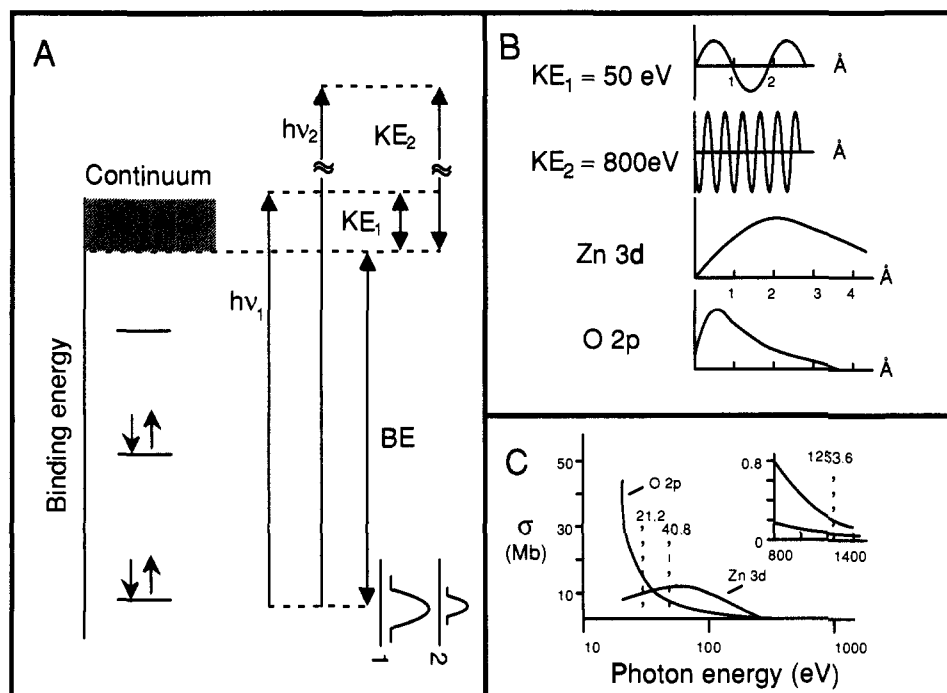 A
hν2
KE2
Continuum
KE1
hν1
Binding energy
BE
1
2
B
KE1 = 50 eV
1 2 Å
KE2 = 800eV
Å
Zn 3d
1 2 3 4 Å
O 2p
Å
C
50
30
10
σ
(Mb)
O 2p
21.2
40.8
Zn 3d
0.8
0
1253.6
800 1400
10 100 1000
Photon energy (eV)